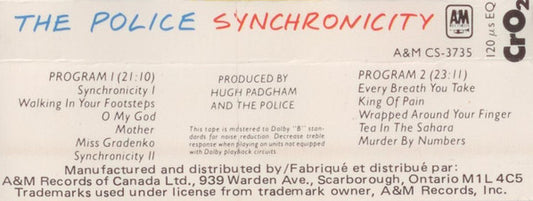 THE POLICE SYNCHRONICITY
A&M
A&M CS-3735
120 µs EQ
CrO2
PROGRAM 1 (21:10)
Synchronicity I
Walking In Your Footsteps
O My God
Mother
Miss Gradenko
Synchronicity II
PRODUCED BY
HUGH PADGHAM
AND THE POLICE
This tape is mastered to Dolby "B" stan-
dards for noise reduction. Decrease treble
response when playing on units not equipped
with Dolby playback circuits.
PROGRAM 2 (23:11)
Every Breath You Take
King Of Pain
Wrapped Around Your Finger
Tea In The Sahara
Murder By Numbers
Manufactured and distributed by/Fabriqué et distribué par:
A&M Records of Canada Ltd., 939 Warden Ave., Scarborough, Ontario M1L 4C5
Trademarks used under license from trademark owner, A&M Records, Inc.